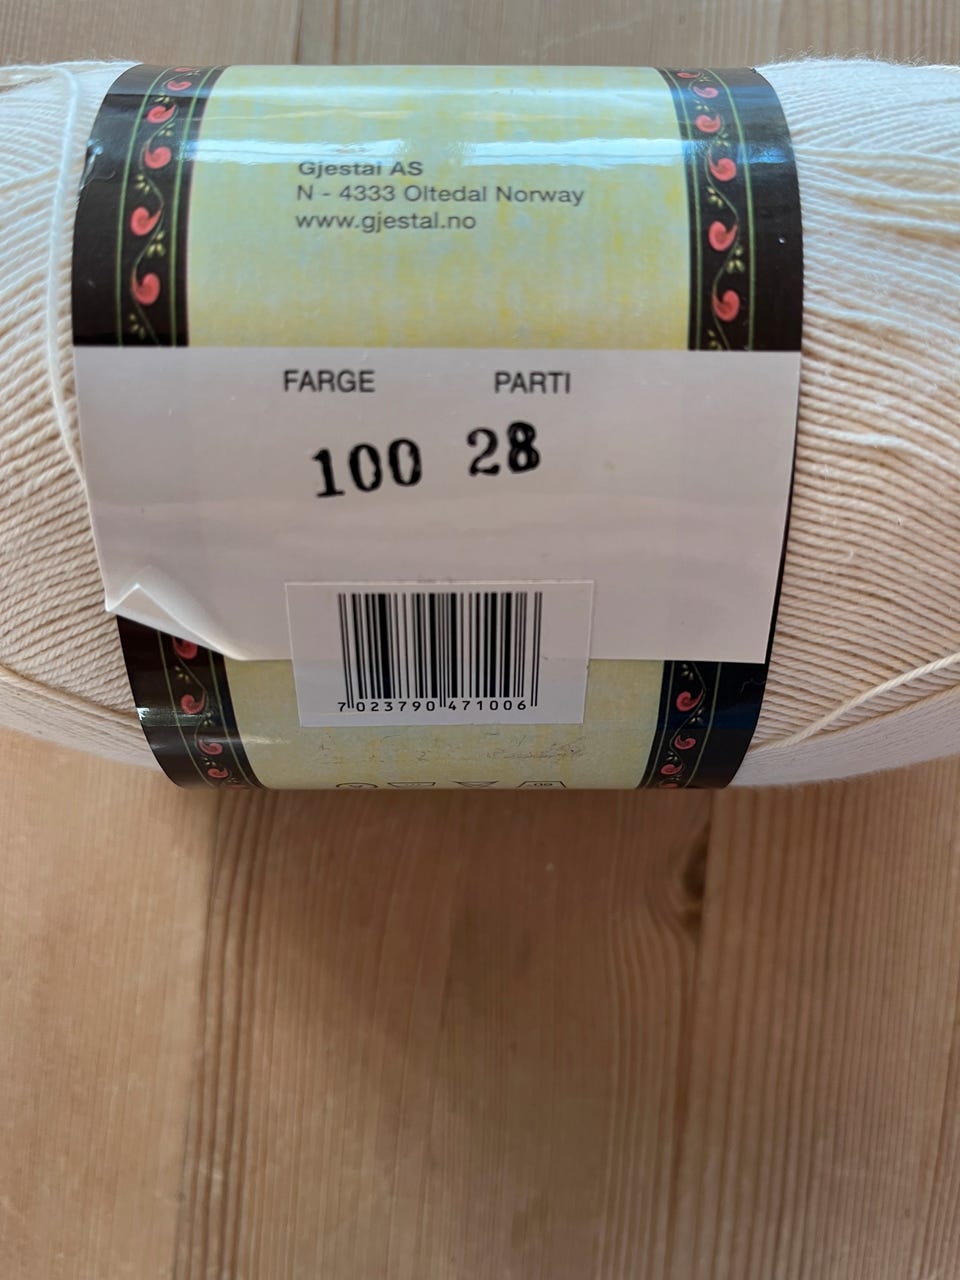 Gjestal AS
N - 4333 Oltedal Norway
www.gjestal.no
FARGE PARTI
100 28
7 023790 471006